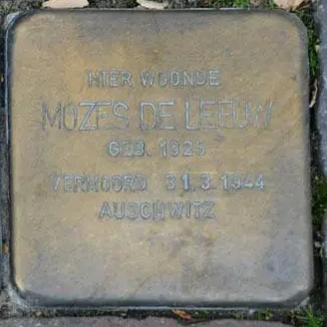 HIER WOONDE
MOZES DE LEEUW
GEB. 1925
VERMOORD 31.3.1944
AUSCHWITZ